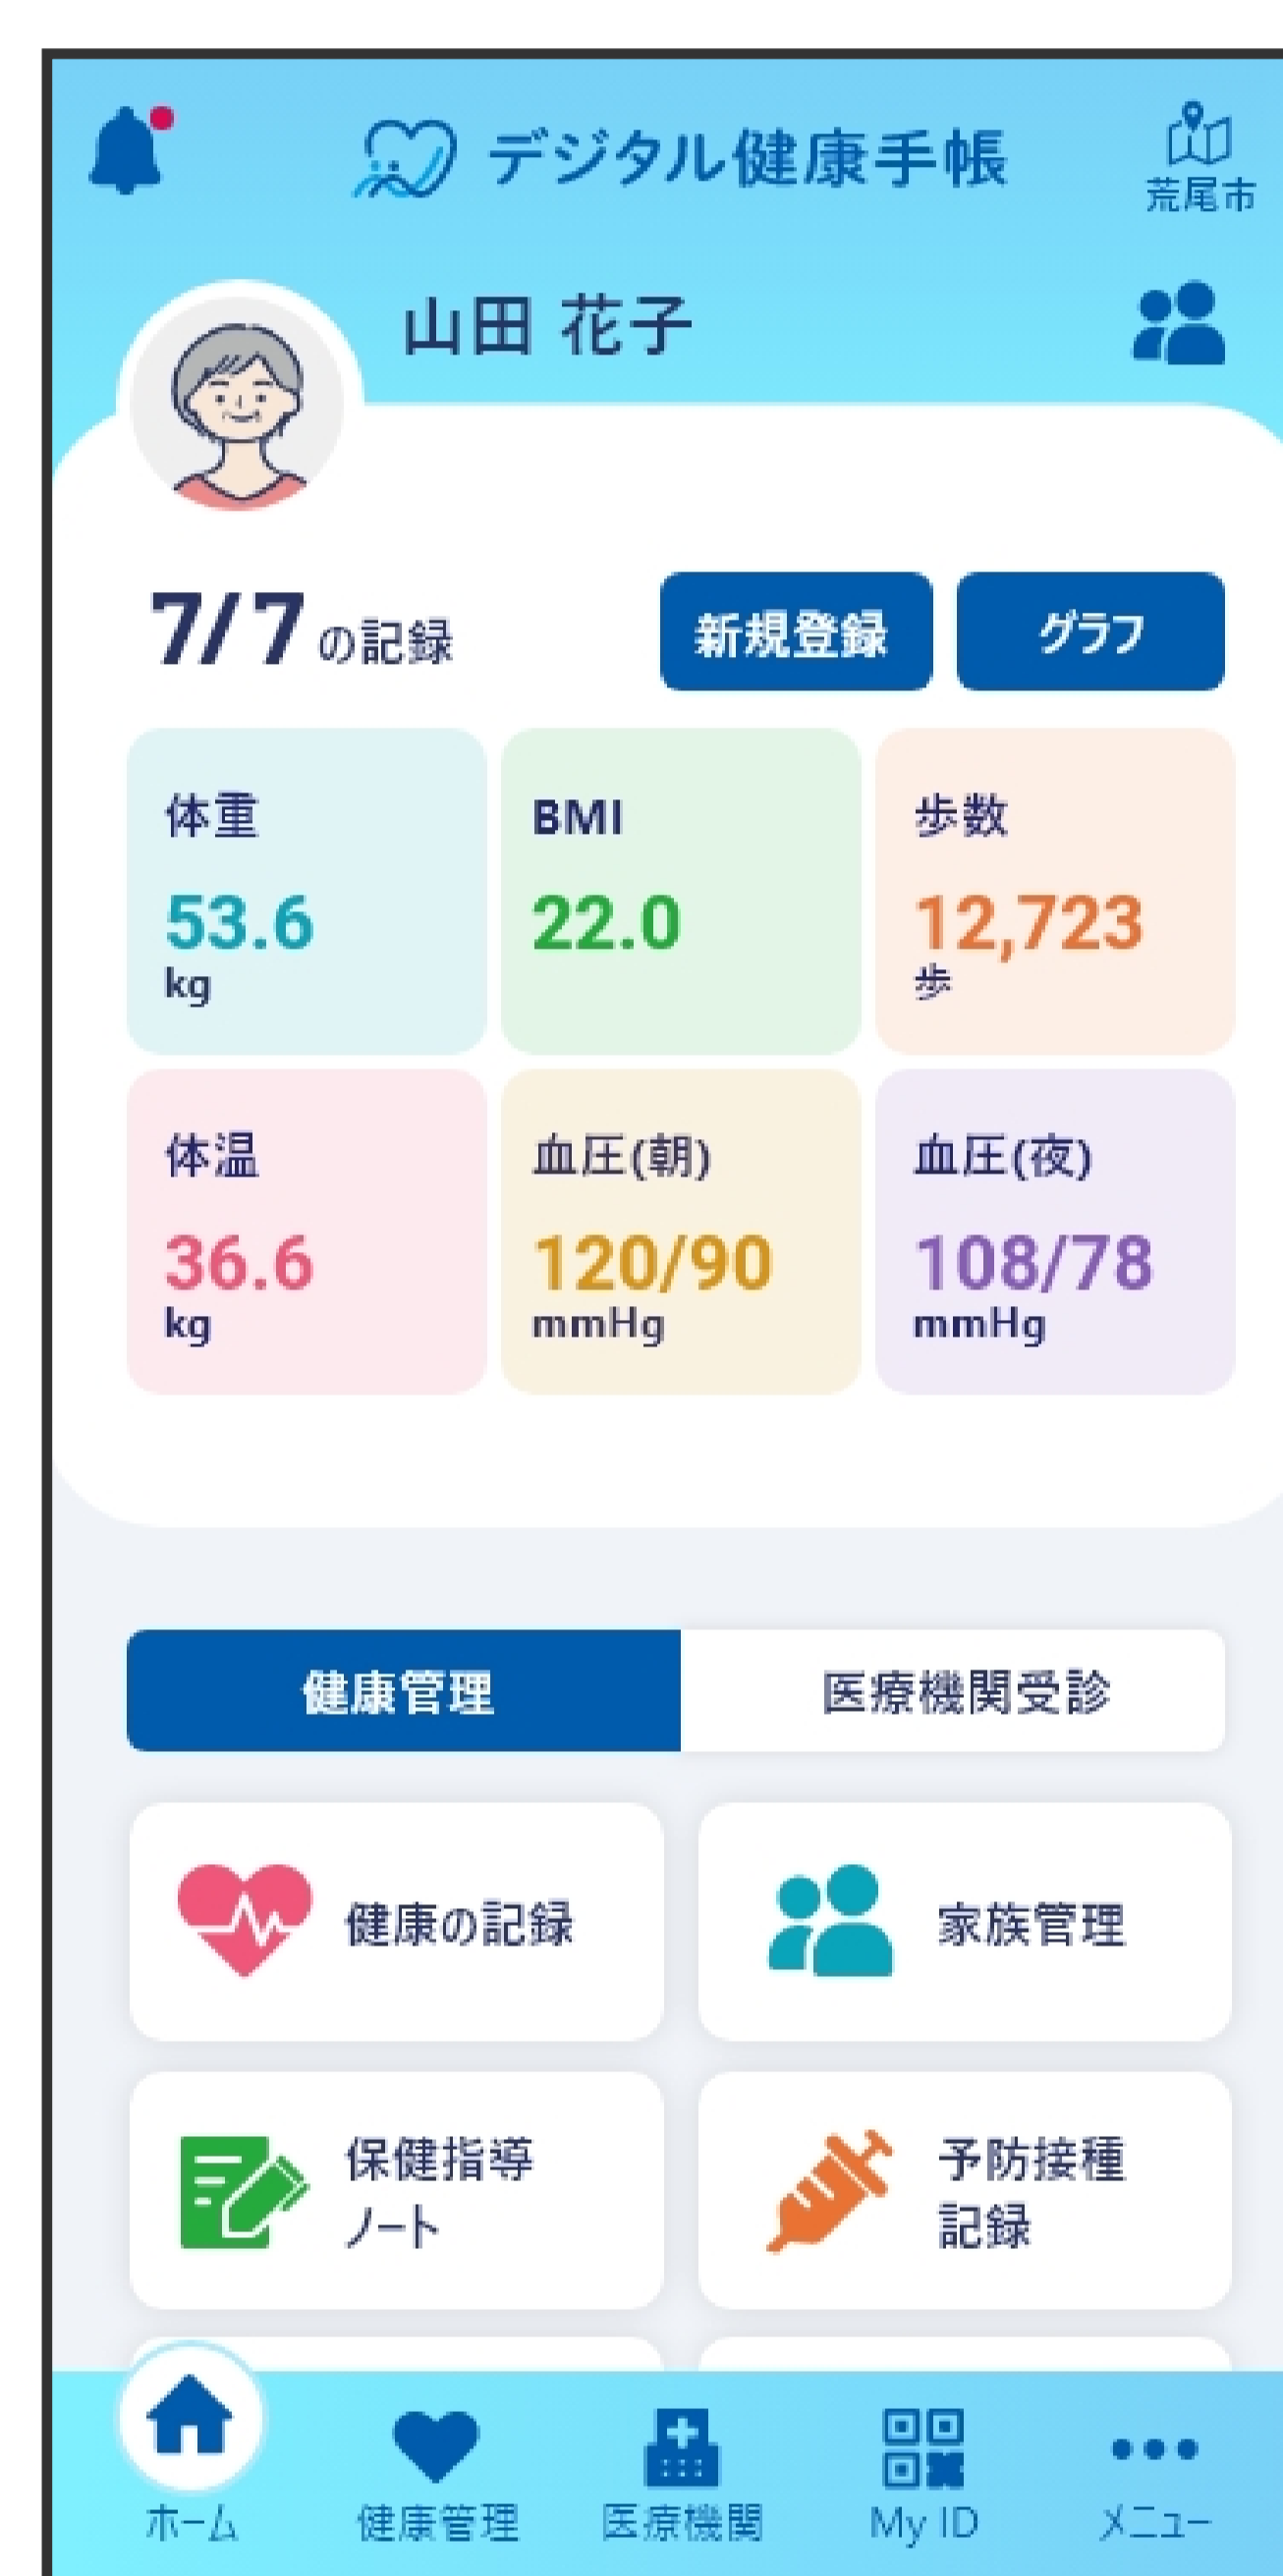 デジタル健康手帳
荒尾市
山田 花子
7/7の記録
新規登録
グラフ
体重
53.6
kg
BMI
22.0
歩数
12,723
歩
体温
36.6
kg
血圧(朝)
120/90
mmHg
血圧(夜)
108/78
mmHg
健康管理
医療機関受診
健康の記録
家族管理
保健指導
ノート
予防接種
記録
ホーム
健康管理
医療機関
My ID
メニュー